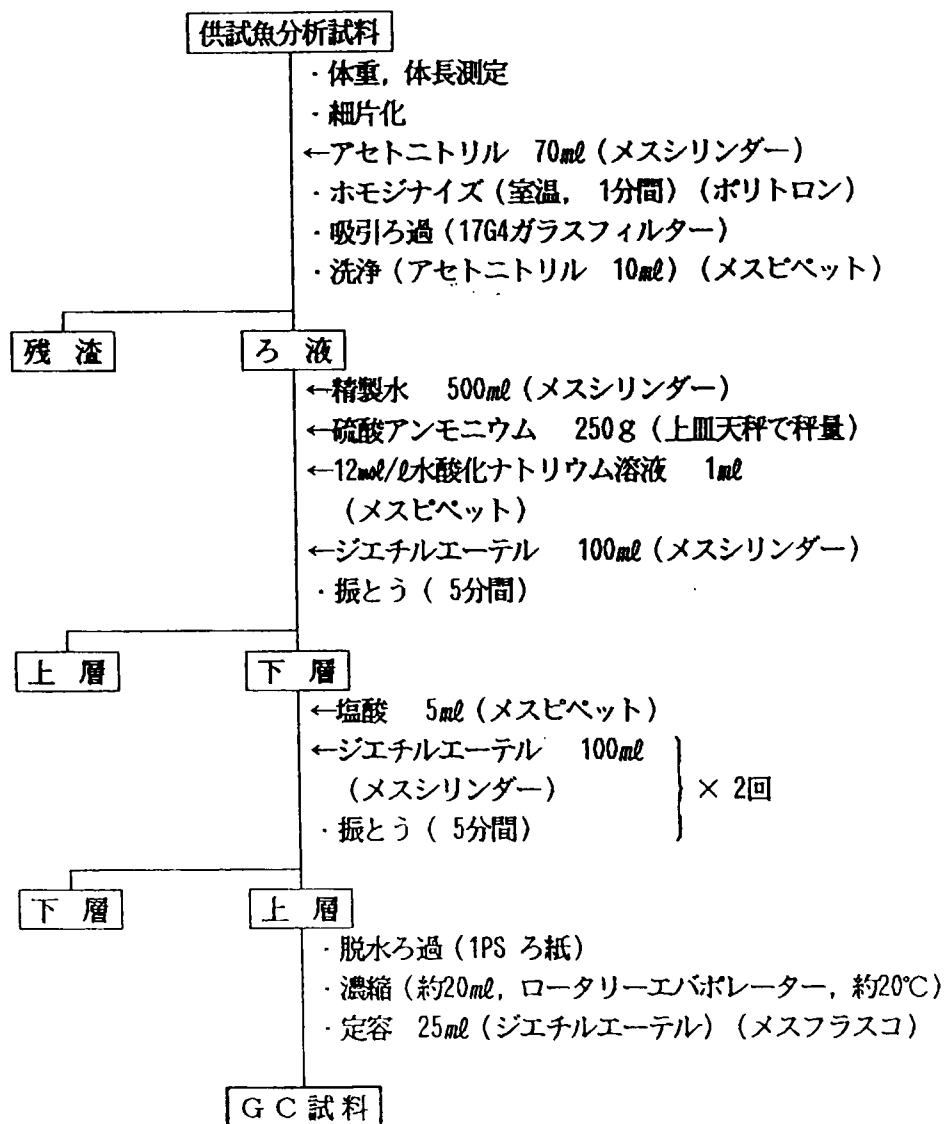 供試魚分析試料
・体重，体長測定
・細片化
←アセトニトリル 70mℓ（メスシリンダー）
・ホモジナイズ（室温， 1分間）（ポリトロン）
・吸引ろ過（17G4ガラスフィルター）
・洗浄（アセトニトリル 10mℓ）（メスピペット）
残 渣 ろ 液
←精製水 500mℓ（メスシリンダー）
←硫酸アンモニウム 250g（上皿天秤で秤量）
←12mol/ℓ水酸化ナトリウム溶液 1mℓ
（メスピペット）
←ジエチルエーテル 100mℓ（メスシリンダー）
・振とう（ 5分間）
上 層 下 層
←塩酸 5mℓ（メスピペット）
←ジエチルエーテル 100mℓ
（メスシリンダー） × 2回
・振とう（ 5分間）
下 層 上 層
・脱水ろ過（1PS ろ紙）
・濃縮（約20mℓ，ロータリーエバポレーター，約20℃）
・定容 25mℓ（ジエチルエーテル）（メスフラスコ）
ＧＣ試料